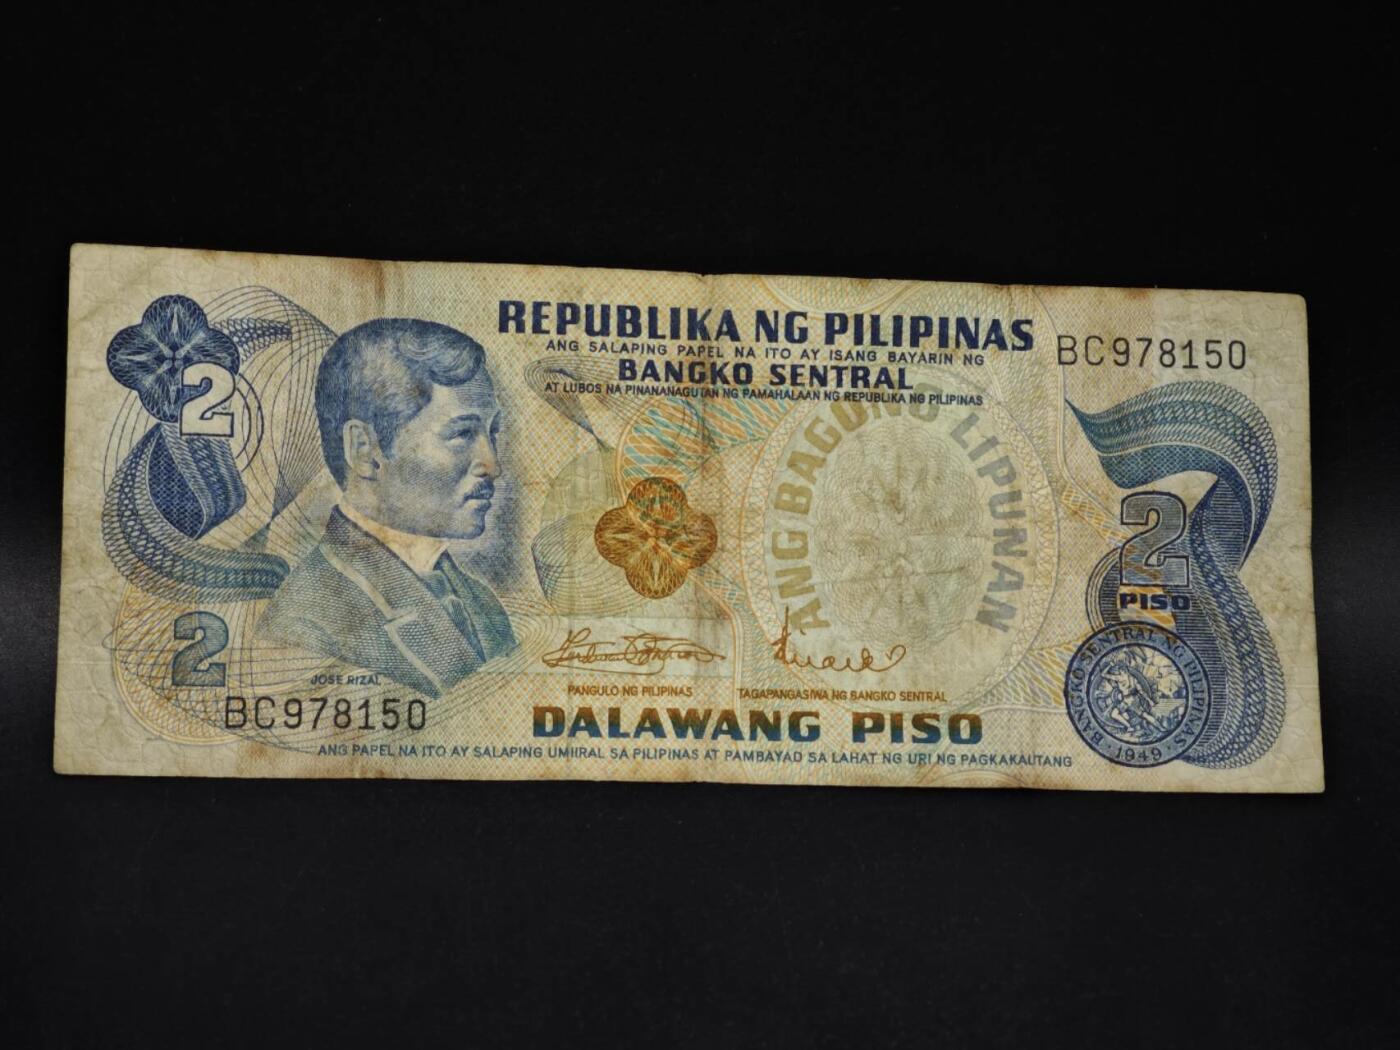 REPUBLIKA NG PILIPINAS
ANG SALAPING PAPEL NA ITO AY ISANG BAYARIN NG
BANGKO SENTRAL
AT LUBOS NA PINANANAGUTAN NG PAMAHALAAN NG REPUBLIKA NG PILIPINAS
BC978150
2
ANG BAGONG LIPUNAN
2
PISO
2
JOSE RIZAL
BC978150
PANGULO NG PILIPINAS
TAGAPANGASIWA NG BANGKO SENTRAL
DALAWANG PISO
ANG PAPEL NA ITO AY SALAPING UMIIRAL SA PILIPINAS AT PAMBAYAD SA LAHAT NG URI NG PAGKAKAUTANG
BANGKO SENTRAL NG PILIPINAS
· 1949 ·